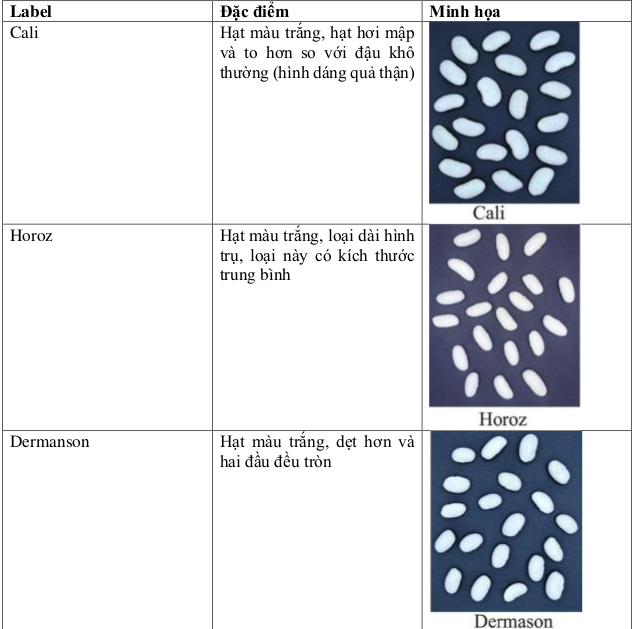 Label Đặc điểm Minh họa
Cali Hạt màu trắng, hạt hơi mập
và to hơn so với đậu khô
thường (hình dáng quả thận)
Cali
Horoz Hạt màu trắng, loại dài hình
trụ, loại này có kích thước
trung bình
Horoz
Dermanson Hạt màu trắng, dẹt hơn và
hai đầu đều tròn
Dermason